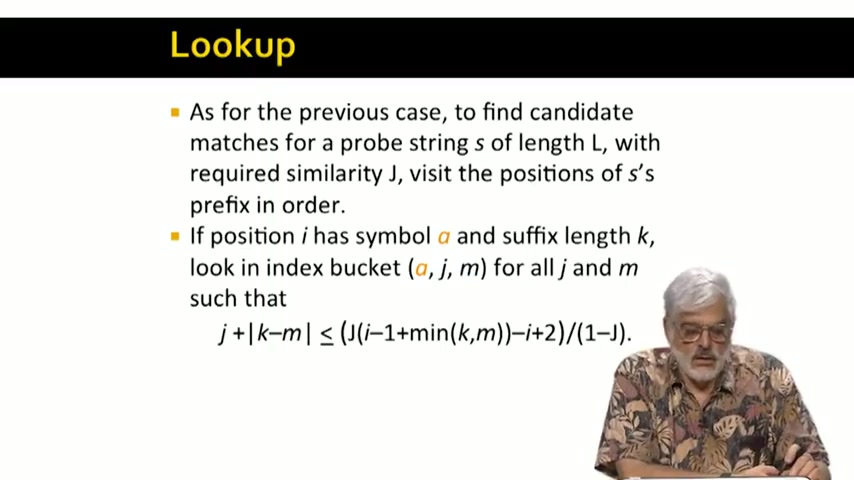 Lookup
As for the previous case, to find candidate
matches for a probe string s of length L, with
required similarity J, visit the positions of s's
prefix in order.
If position i has symbol a and suffix length k,
look in index bucket (a, j, m) for all j and m
such that
j +|k–m| ≤ (J(i–1+min(k,m))–i+2)/(1–J).